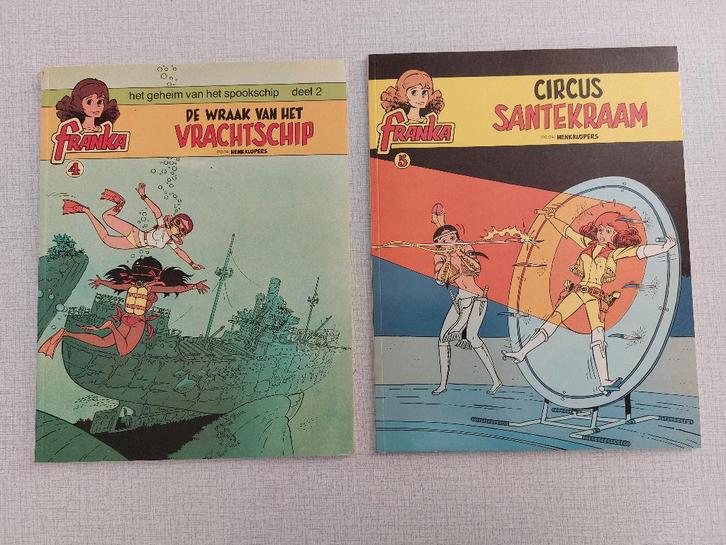 het geheim van het spookschip deel 2
DE WRAAK VAN HET
VRACHTSCHIP
DOOR HENK KUIJPERS
FRANKA
4
CIRCUS
SANTEKRAAM
DOOR HENK KUIJPERS
FRANKA
5